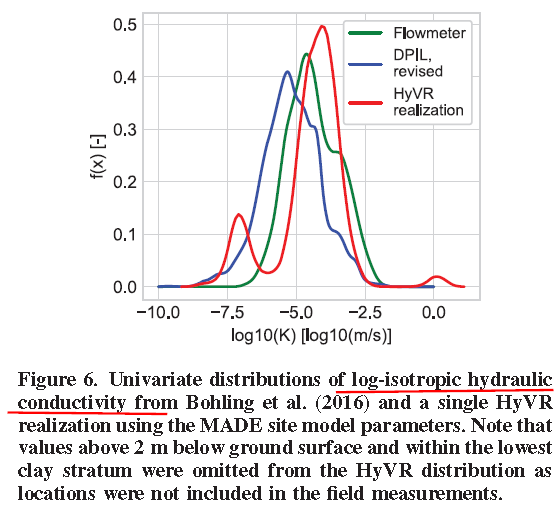 0.5
0.4
0.3
0.2
0.1
0.0
f(x) [-]
Flowmeter
DPIL,
revised
HyVR
realization
−10.0 −7.5 −5.0 −2.5 0.0
log10(K) [log10(m/s)]
Figure 6. Univariate distributions of log-isotropic hydraulic
conductivity from Bohling et al. (2016) and a single HyVR
realization using the MADE site model parameters. Note that
values above 2 m below ground surface and within the lowest
clay stratum were omitted from the HyVR distribution as
locations were not included in the field measurements.